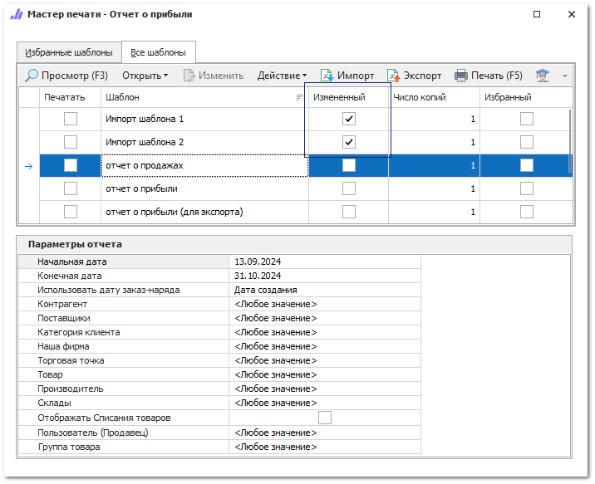 Мастер печати - Отчет о прибыли
Избранные шаблоны Все шаблоны
Просмотр (F3) Открыть Изменить Действие Импорт Экспорт Печать (F5)
Печатать Шаблон Измененный Число копий Избранный
Импорт шаблона 1 1
Импорт шаблона 2 1
отчет о продажах 1
отчет о прибыли 1
отчет о прибыли (для экспорта) 1
Параметры отчета
Начальная дата 13.09.2024
Конечная дата 31.10.2024
Использовать дату заказ-наряда Дата создания
Контрагент <Любое значение>
Поставщики <Любое значение>
Категория клиента <Любое значение>
Наша фирма <Любое значение>
Торговая точка <Любое значение>
Товар <Любое значение>
Производитель <Любое значение>
Склады <Любое значение>
Отображать Списания товаров
Пользователь (Продавец) <Любое значение>
Группа товара <Любое значение>